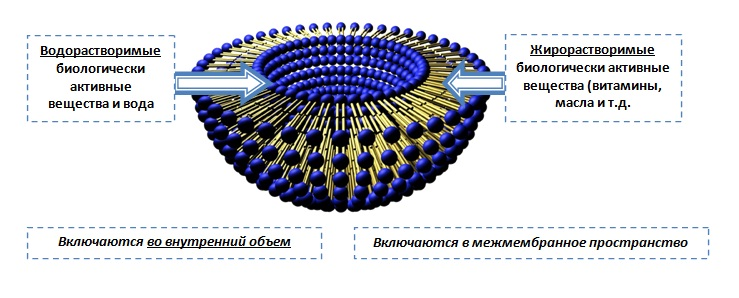 Водорастворимые
биологически
активные
вещества и вода
Жирорастворимые
биологически активные
вещества (витамины,
масла и т.д.
Включаются во внутренний объем
Включаются в межмембранное пространство